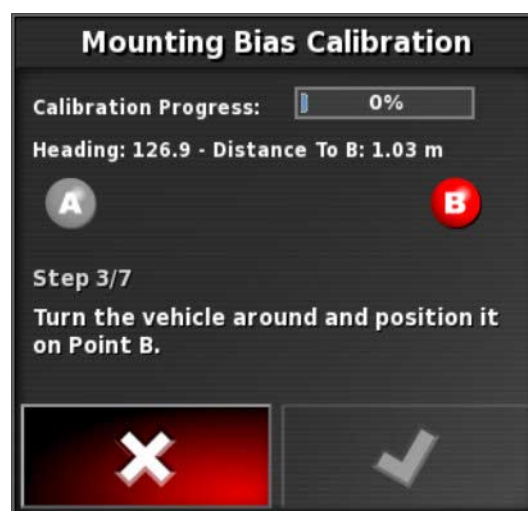 Mounting Bias Calibration
Calibration Progress: 0%
Heading: 126.9 - Distance To B: 1.03 m
A B
Step 3/7
Turn the vehicle around and position it
on Point B.